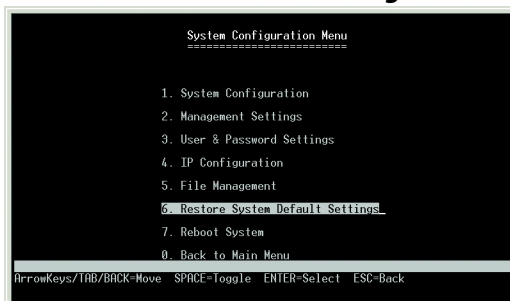 System Configuration Menu
=========================
1. System Configuration
2. Management Settings
3. User & Password Settings
4. IP Configuration
5. File Management
6. Restore System Default Settings
7. Reboot System
0. Back to Main Menu
ArrowKeys/TAB/BACK=Move SPACE=Toggle ENTER=Select ESC=Back